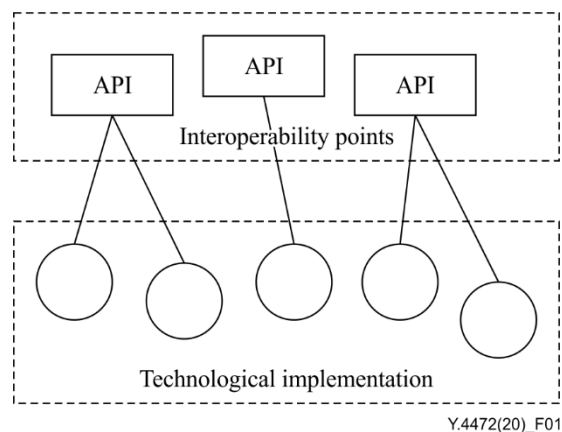 API
API
API
Interoperability points
Technological implementation
Y.4472(20)_F01